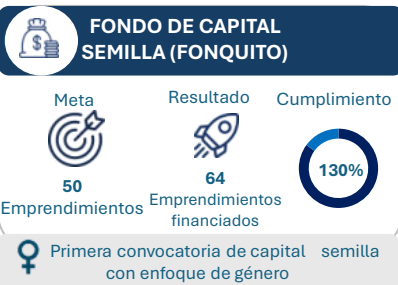 FONDO DE CAPITAL
SEMILLA (FONQUITO)
Meta
Resultado
Cumplimiento
50
Emprendimientos
64
Emprendimientos
financiados
130%
Primera convocatoria de capital semilla
con enfoque de género